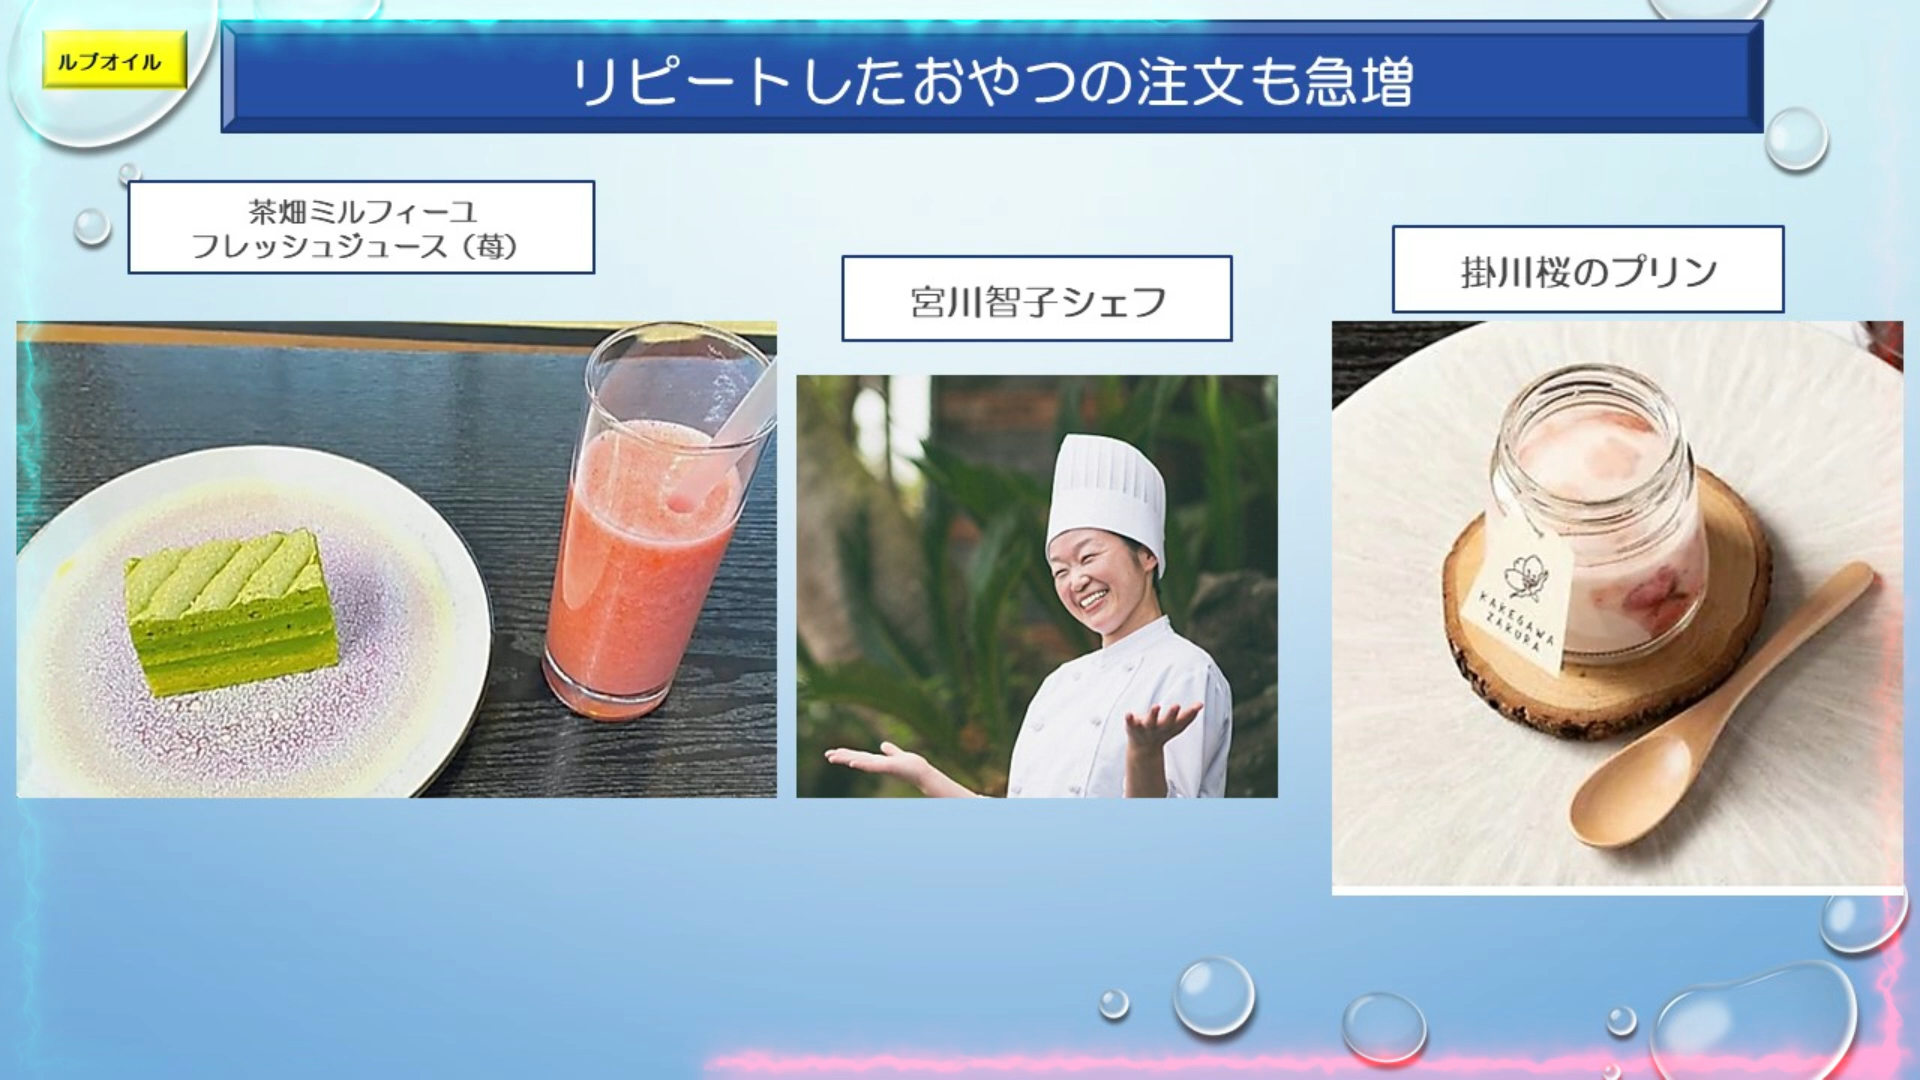 ルブオイル
リピートしたおやつの注文も急増
茶畑ミルフィーユ
フレッシュジュース（苺）
宮川智子シェフ
掛川桜のプリン
KAKEGAWA
ZAKURA